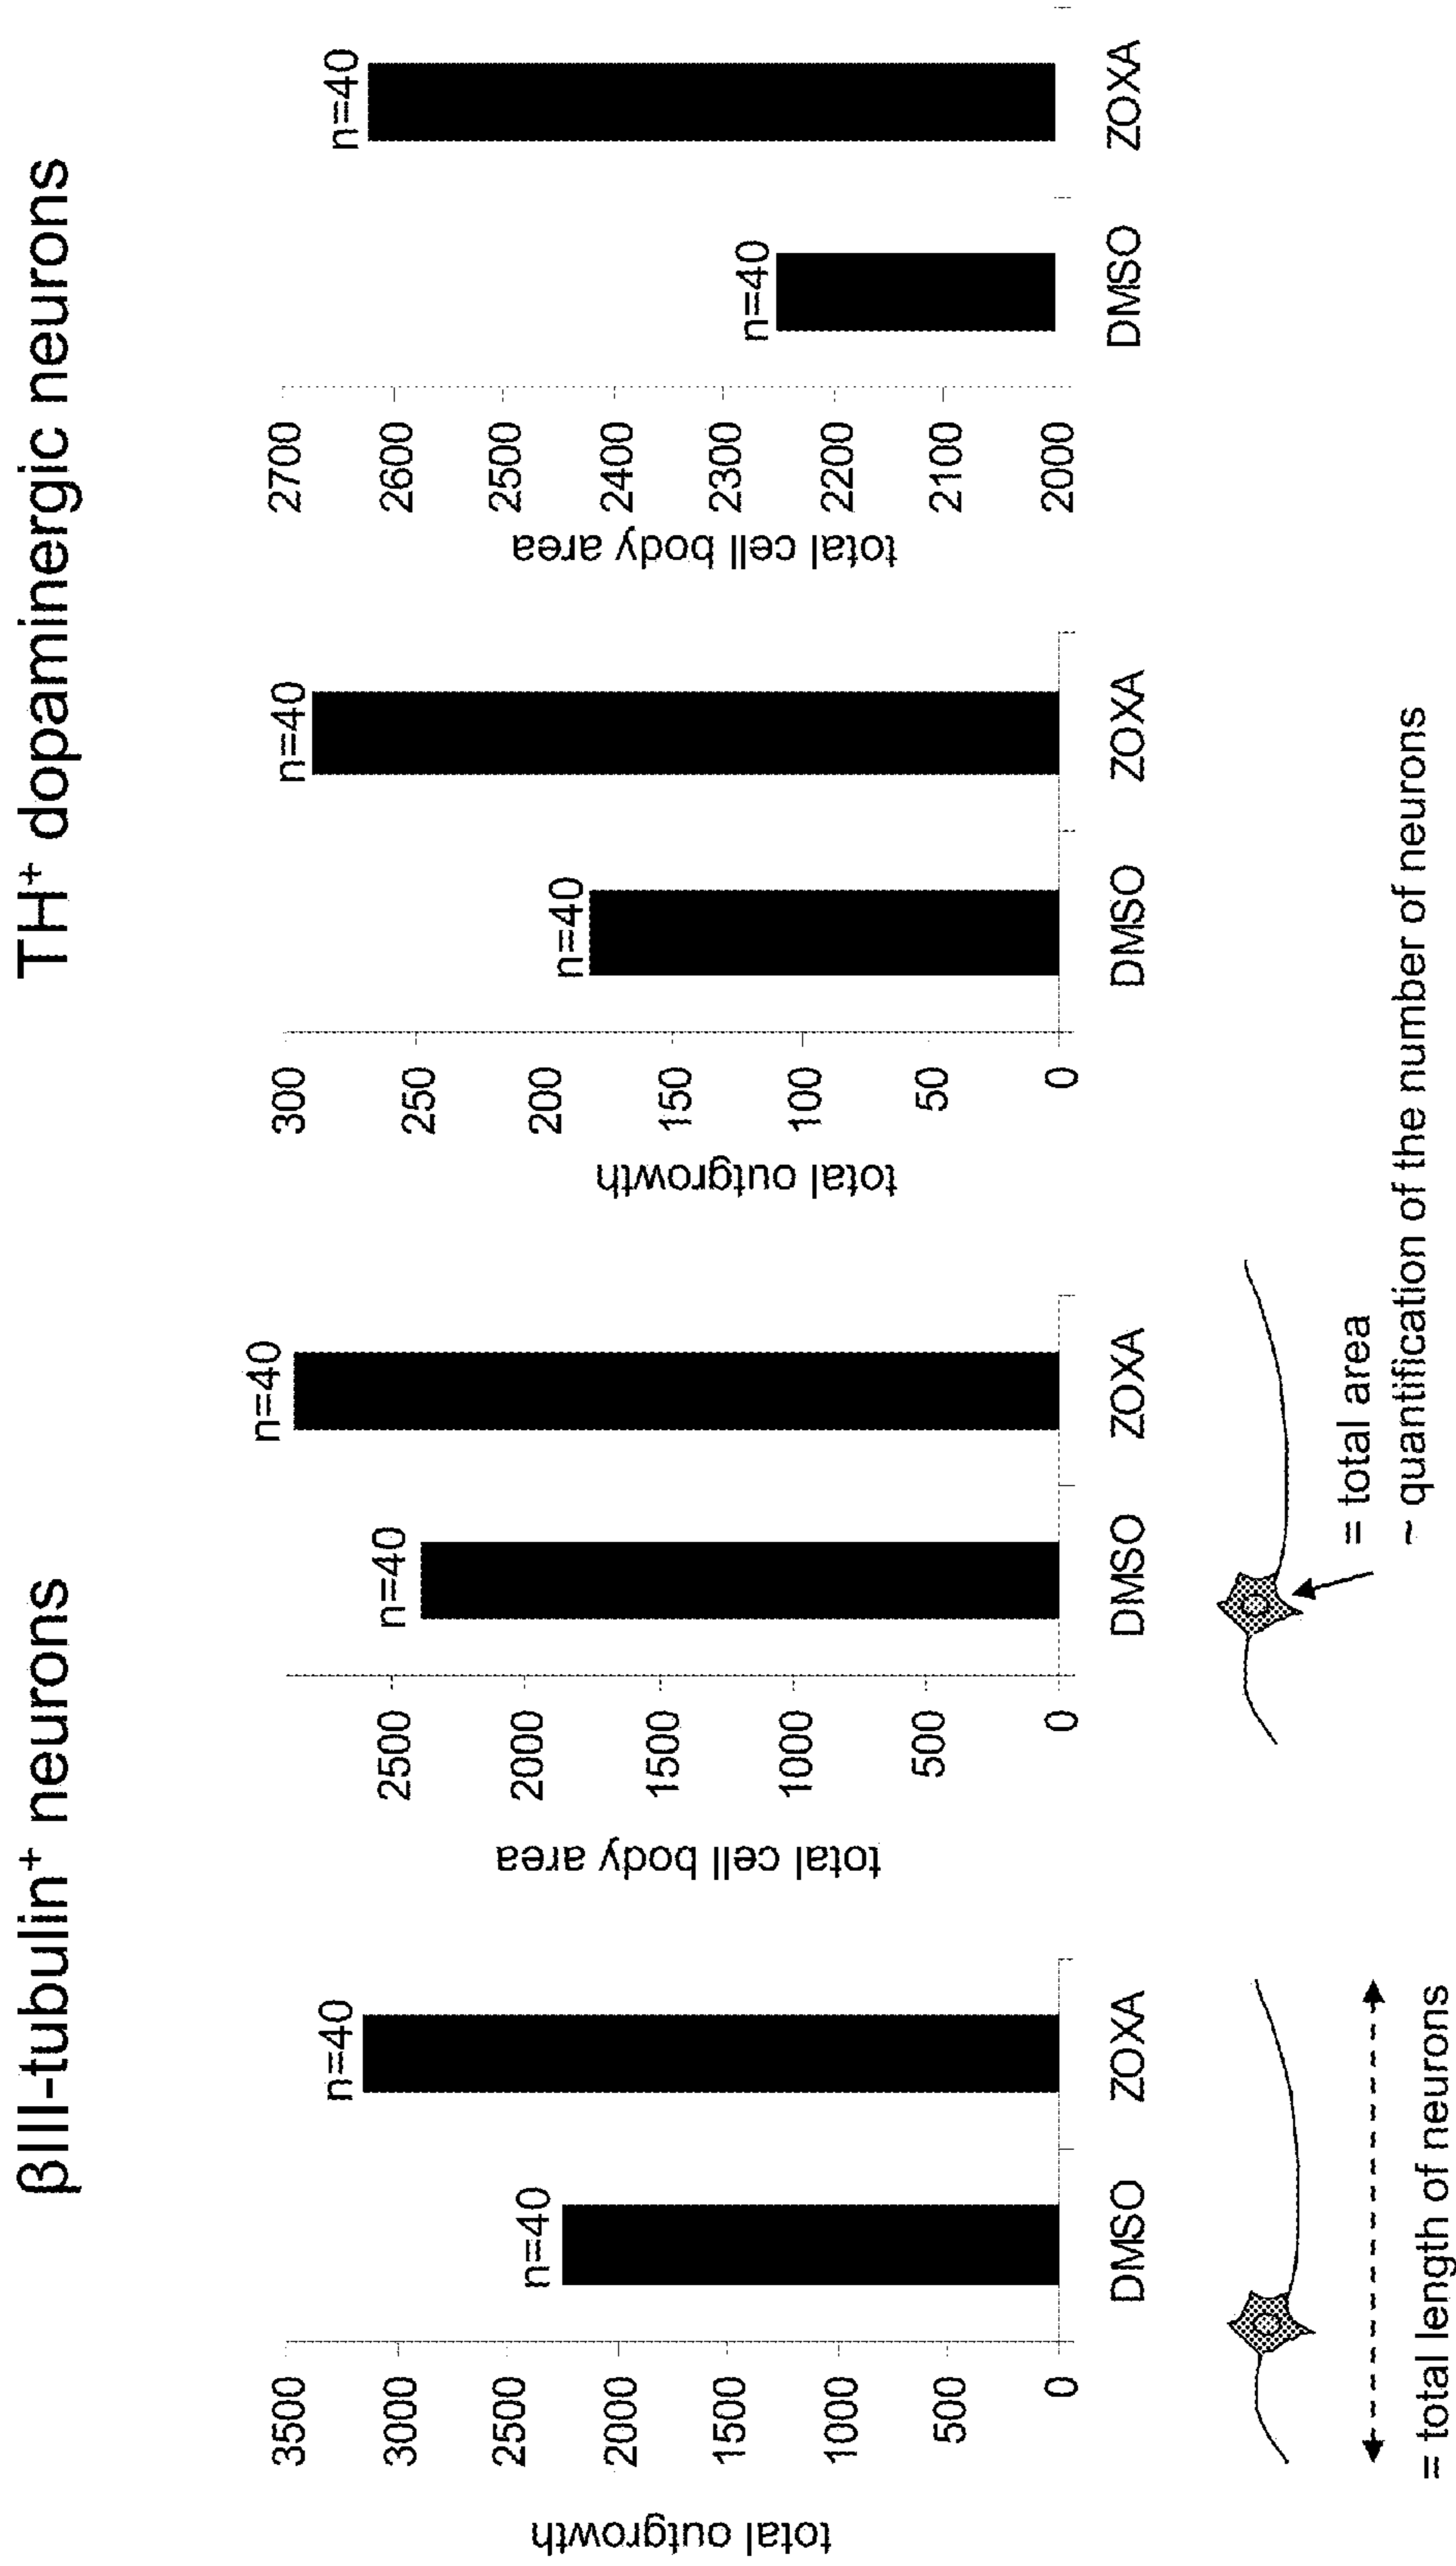 βIII-tubulin⁺ neurons
TH⁺ dopaminergic neurons
total outgrowth
3500
3000
2500
2000
1500
1000
500
0
n=40
n=40
DMSO
ZOXA
total cell body area
2500
2000
1500
1000
500
0
n=40
n=40
DMSO
ZOXA
total outgrowth
300
250
200
150
100
50
0
n=40
n=40
DMSO
ZOXA
total cell body area
2700
2600
2500
2400
2300
2200
2100
2000
n=40
n=40
DMSO
ZOXA
= total length of neurons
= total area
~ quantification of the number of neurons